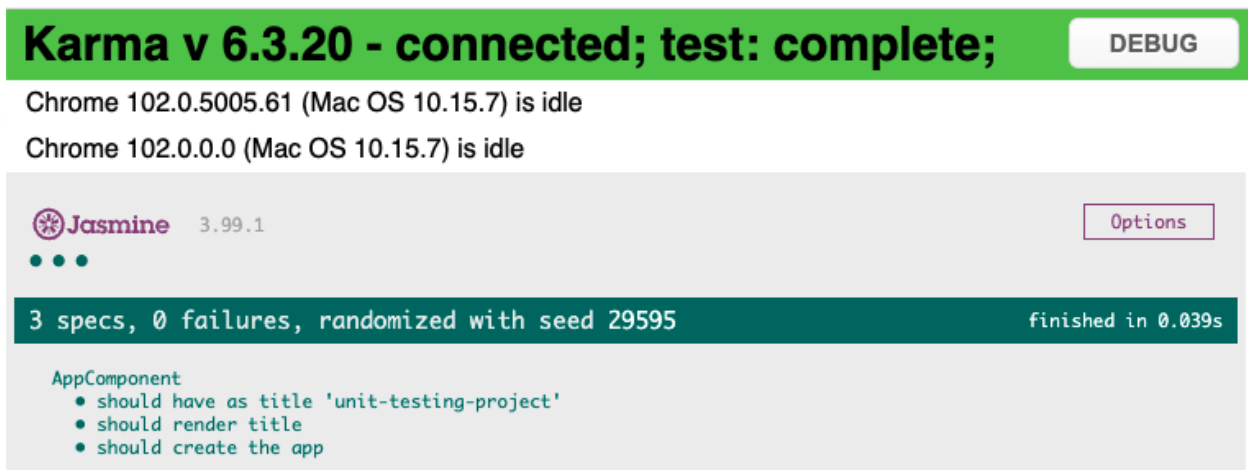 Karma v 6.3.20 - connected; test: complete; DEBUG
Chrome 102.0.5005.61 (Mac OS 10.15.7) is idle
Chrome 102.0.0.0 (Mac OS 10.15.7) is idle
Jasmine 3.99.1 Options
3 specs, 0 failures, randomized with seed 29595 finished in 0.039s
AppComponent
• should have as title 'unit-testing-project'
• should render title
• should create the app